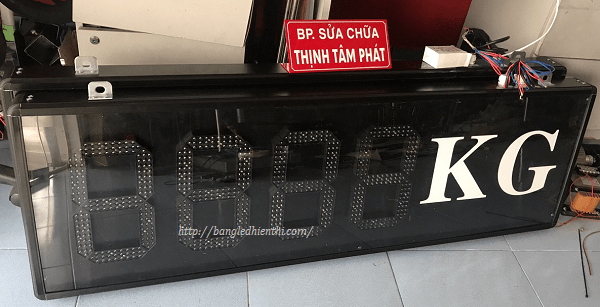 BP. SỬA CHỮA
THỊNH TÂM PHÁT
8888 KG
http://bangledhienthi.com/